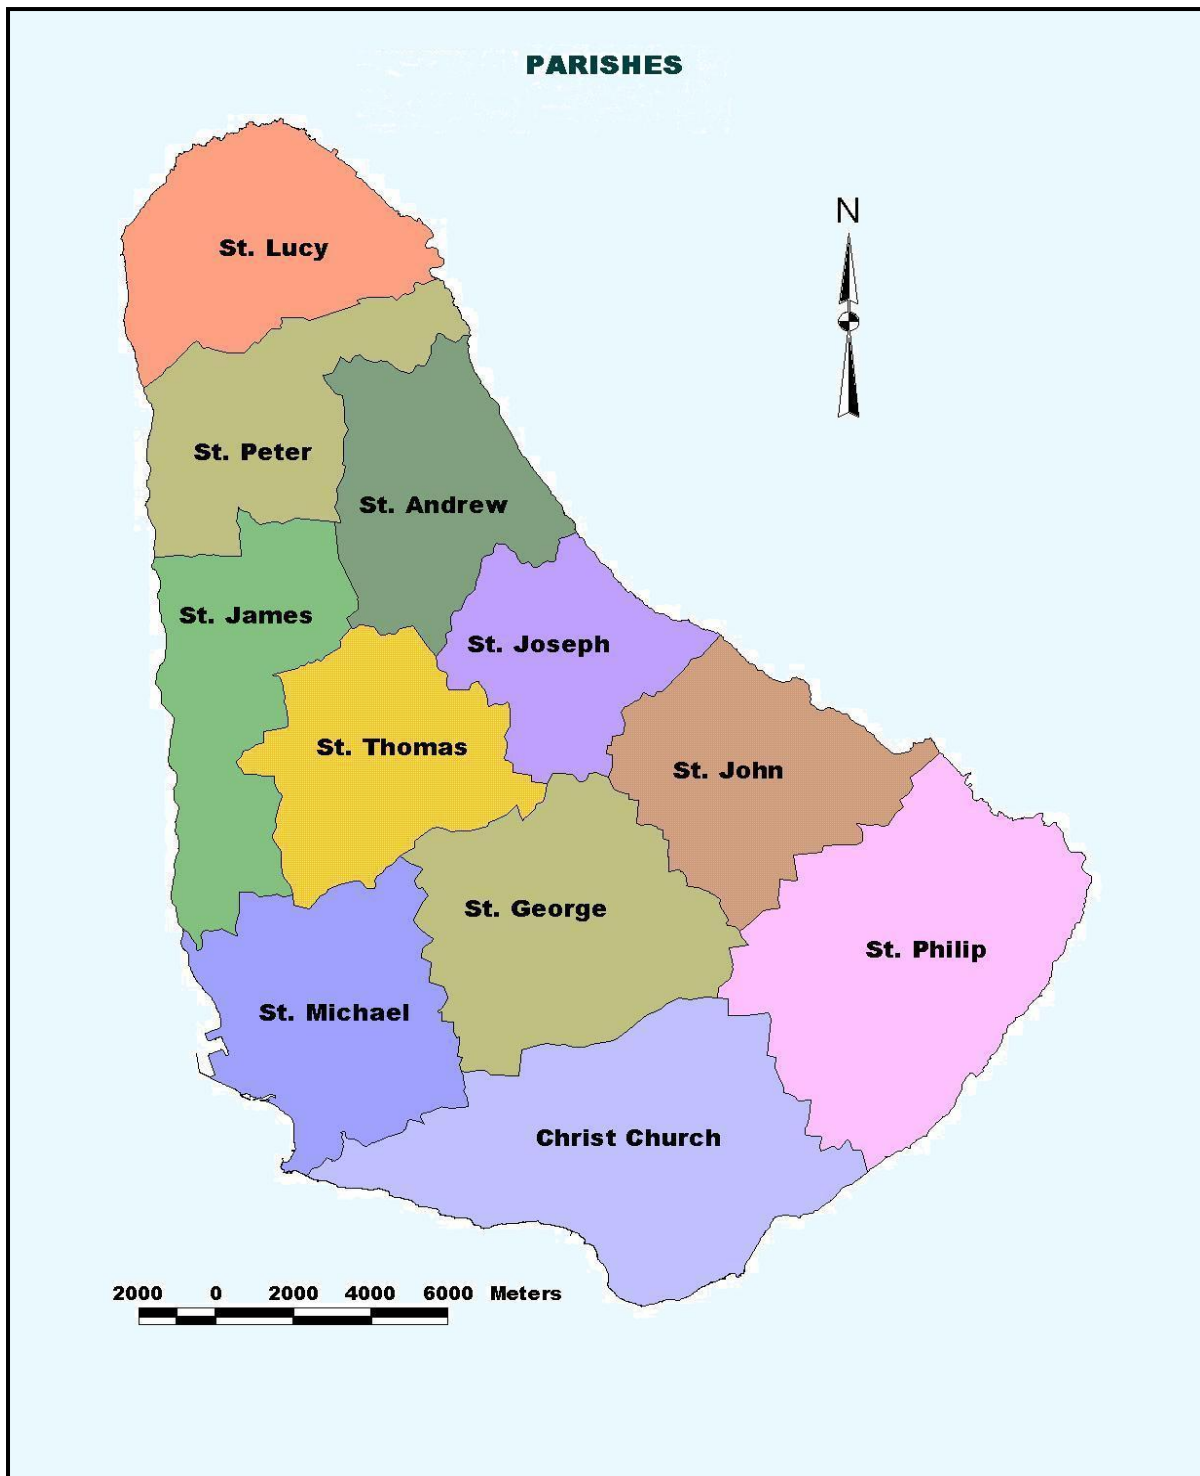 PARISHES
N
St. Lucy
St. Peter
St. Andrew
St. James
St. Joseph
St. Thomas
St. John
St. George
St. Philip
St. Michael
Christ Church
2000 0 2000 4000 6000 Meters